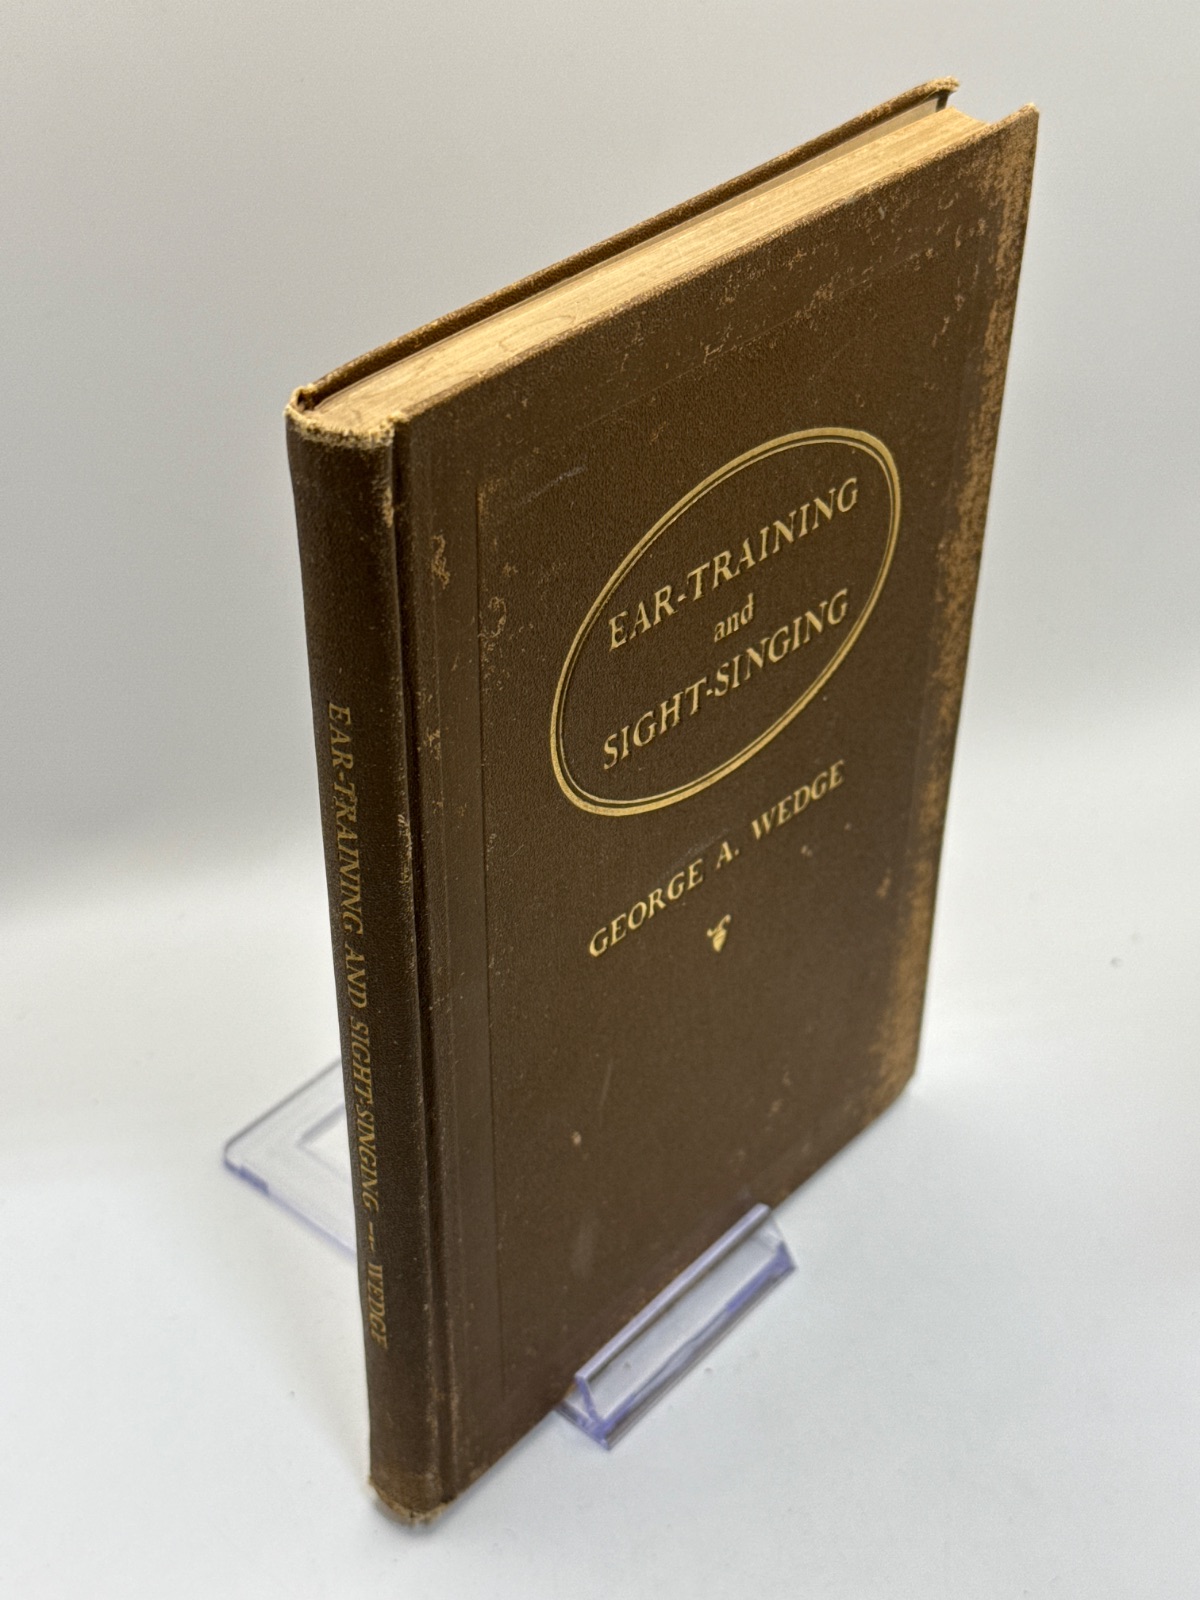 EAR-TRAINING
and
SIGHT-SINGING
GEORGE A. WEDGE
EAR-TRAINING AND SIGHT-SINGING — WEDGE